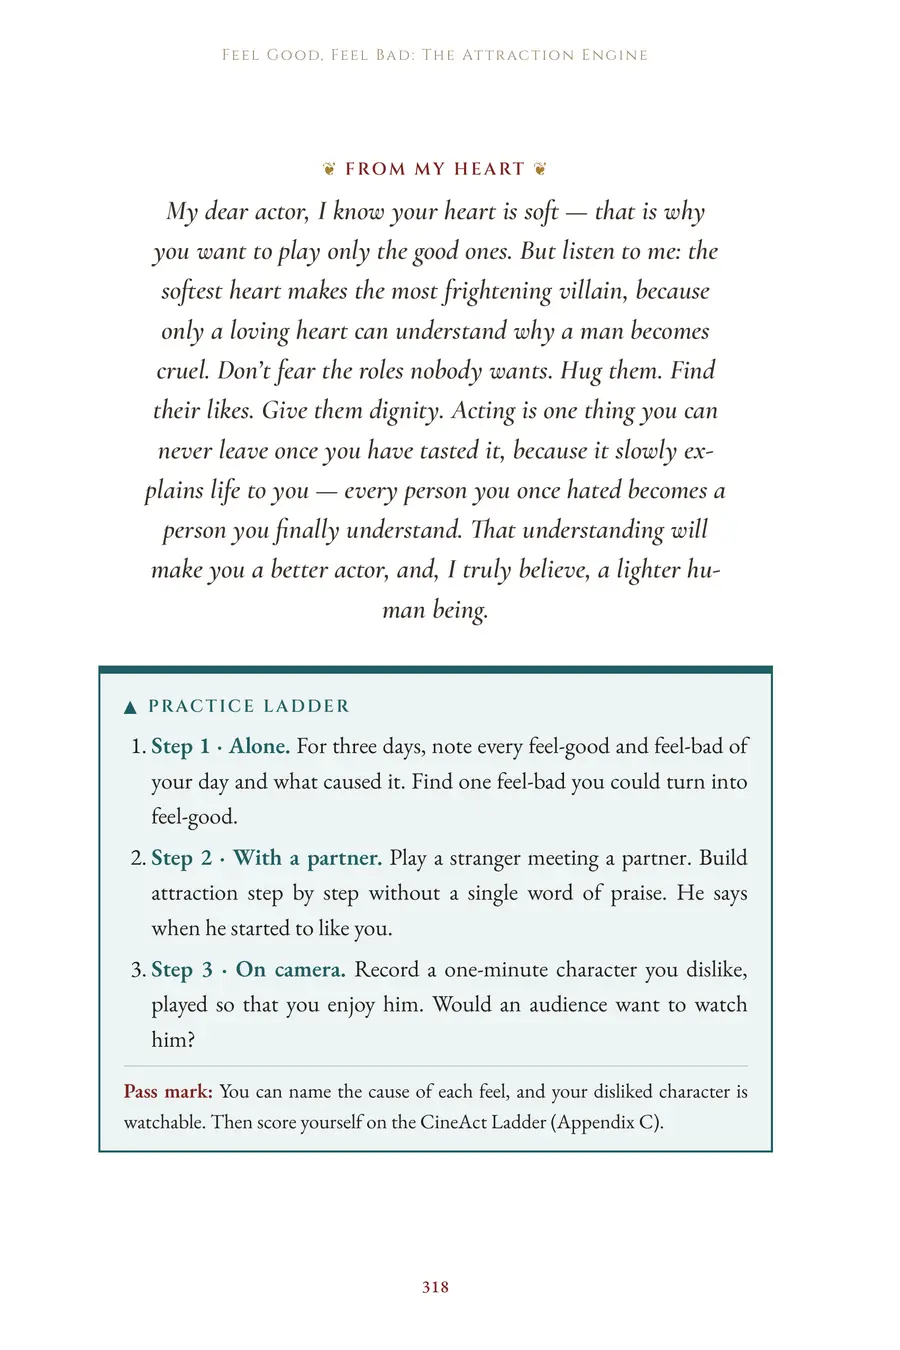 Feel Good, Feel Bad: The Attraction Engine
❦ FROM MY HEART ❦
My dear actor, I know your heart is soft — that is why
you want to play only the good ones. But listen to me: the
softest heart makes the most frightening villain, because
only a loving heart can understand why a man becomes
cruel. Don’t fear the roles nobody wants. Hug them. Find
their likes. Give them dignity. Acting is one thing you can
never leave once you have tasted it, because it slowly ex-
plains life to you — every person you once hated becomes a
person you finally understand. That understanding will
make you a better actor, and, I truly believe, a lighter hu-
man being.
▲ PRACTICE LADDER
1. Step 1 · Alone. For three days, note every feel-good and feel-bad of
your day and what caused it. Find one feel-bad you could turn into
feel-good.
2. Step 2 · With a partner. Play a stranger meeting a partner. Build
attraction step by step without a single word of praise. He says
when he started to like you.
3. Step 3 · On camera. Record a one-minute character you dislike,
played so that you enjoy him. Would an audience want to watch
him?
Pass mark: You can name the cause of each feel, and your disliked character is
watchable. Then score yourself on the CineAct Ladder (Appendix C).
318